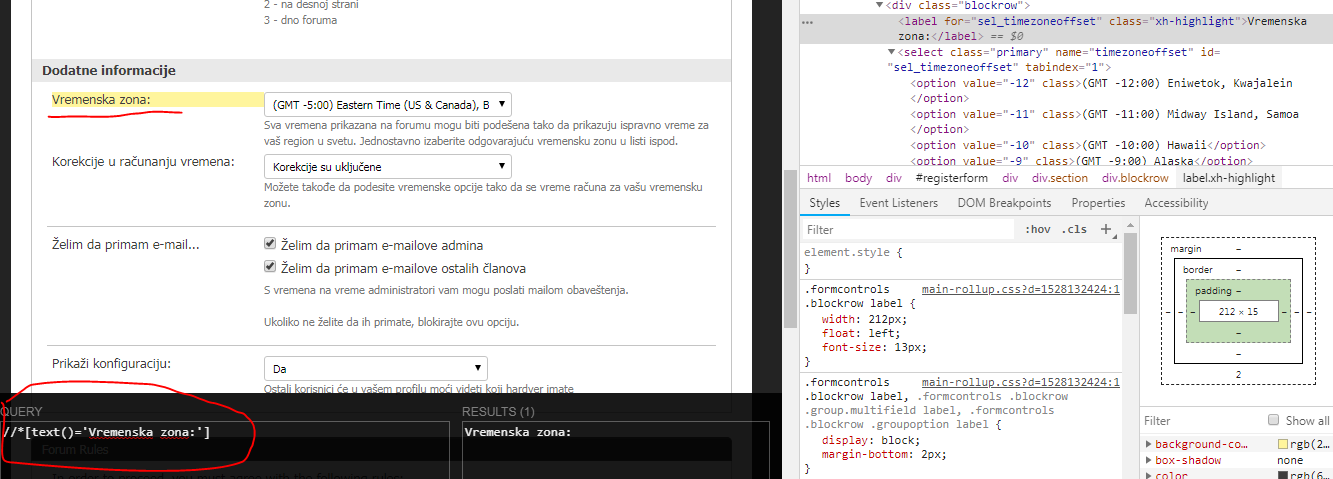 2 - na desnoj strani
3 - dno foruma
Dodatne informacije
Vremenska zona:
(GMT -5:00) Eastern Time (US & Canada), B
Sva vremena prikazana na forumu mogu biti podešena tako da prikazuju ispravno vreme za
vaš region u svetu. Jednostavno izaberite odgovarajuću vremensku zonu u listi ispod.
Korekcije u računanju vremena:
Korekcije su uključene
Možete takođe da podesite vremenske opcije tako da se vreme računa za vašu vremensku
zonu.
Želim da primam e-mail...
Želim da primam e-mailove admina
Želim da primam e-mailove ostalih članova
S vremena na vreme administratori vam mogu poslati mailom obaveštenja.
Ukoliko ne želite da ih primate, blokirajte ovu opciju.
Prikaži konfiguraciju:
Da
Ostali korisnici će u vašem profilu moći videti koji hardver imate
QUERY
//*[text()='Vremenska zona:']
Forum Rules
RESULTS (1)
Vremenska zona:
<div class="blockrow">
<label for="sel_timezoneoffset" class="xh-highlight">Vremenska
zona:</label> == $0
<select class="primary" name="timezoneoffset" id=
"sel_timezoneoffset" tabindex="1">
<option value="-12" class>(GMT -12:00) Eniwetok, Kwajalein
</option>
<option value="-11" class>(GMT -11:00) Midway Island, Samoa
</option>
<option value="-10" class>(GMT -10:00) Hawaii</option>
<option value="-9" class>(GMT -9:00) Alaska</option>
html body div #registerform div div.section div.blockrow label.xh-highlight
Styles Event Listeners DOM Breakpoints Properties Accessibility
Filter :hov .cls +
element.style {
}
.formcontrols main-rollup.css?d=1528132424:1
.blockrow label {
width: 212px;
float: left;
font-size: 13px;
}
.formcontrols main-rollup.css?d=1528132424:1
.blockrow label, .formcontrols .blockrow
.group.multifield label, .formcontrols
.blockrow .groupoption label {
display: block;
margin-bottom: 2px;
margin –
border –
padding –
212 × 15
–
–
2
Filter Show all
background-co... rgb(2...
box-shadow none
color rgb(6...